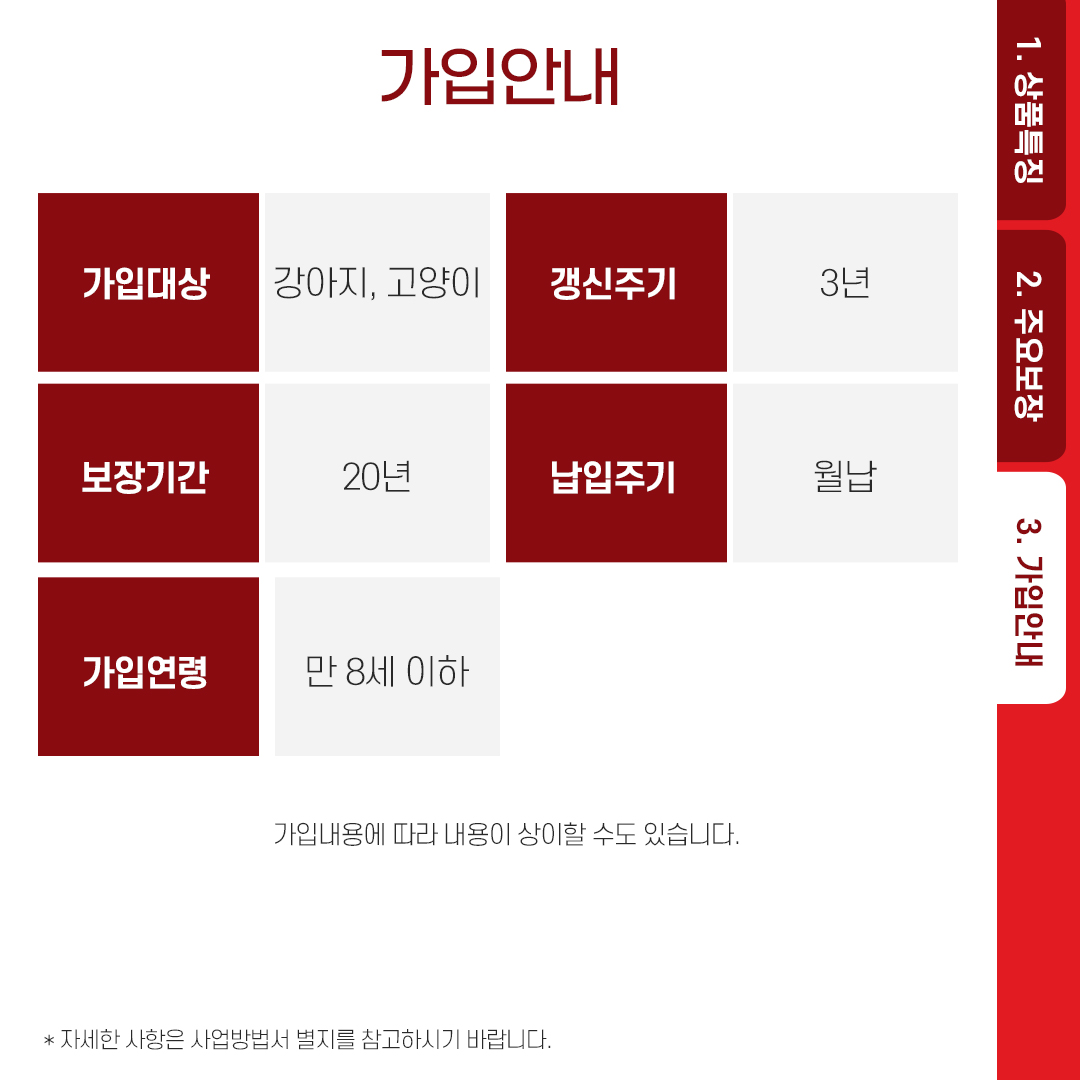 가입안내
가입대상 강아지, 고양이 갱신주기 3년
보장기간 20년 납입주기 월납
가입연령 만 8세 이하
가입내용에 따라 내용이 상이할 수도 있습니다.
* 자세한 사항은 사업방법서 별지를 참고하시기 바랍니다.
1. 상품특징
2. 주요보장
3. 가입안내